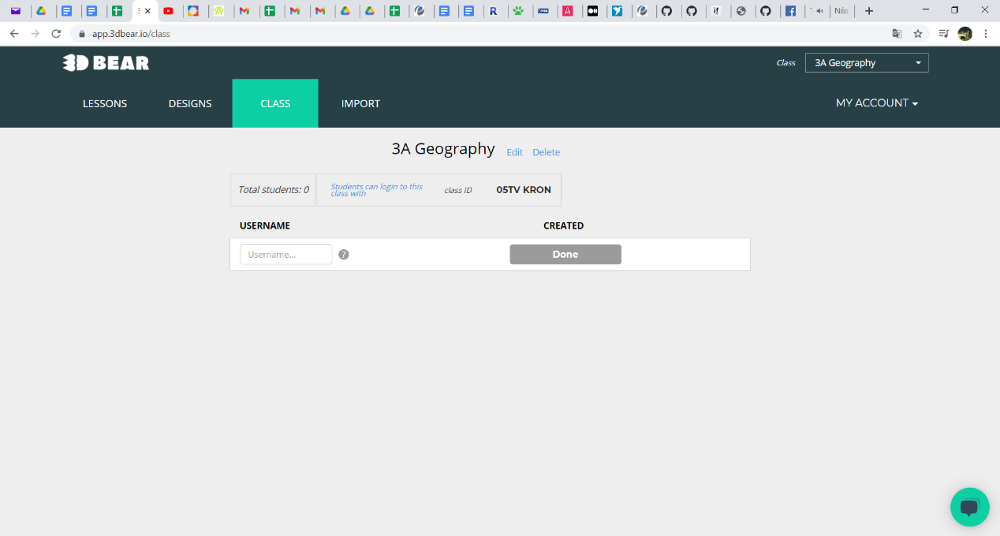 Νέα
app.3dbear.io/class
3D BEAR
Class
3A Geography
LESSONS
DESIGNS
CLASS
IMPORT
MY ACCOUNT
3A Geography
Edit
Delete
Total students: 0
Students can login to this
class with
class ID
05TV KRON
USERNAME
CREATED
Username...
?
Done